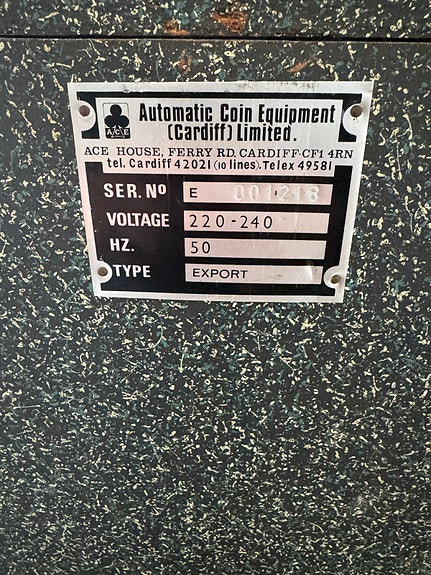 Automatic Coin Equipment
(Cardiff) Limited.
A C E
ACE HOUSE, FERRY RD. CARDIFF·CF1 4RN
tel. Cardiff 42021 (10 lines). Telex 49581
SER. No E 001218
VOLTAGE 220-240
HZ. 50
TYPE EXPORT